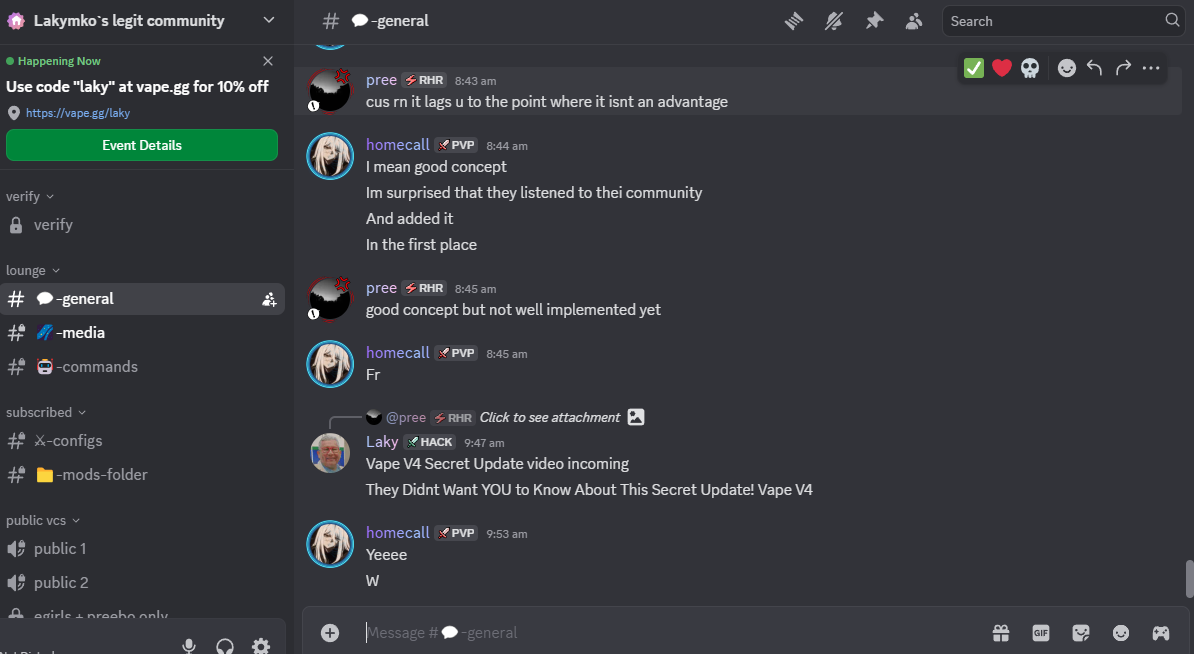 Lakymko`s legit community
Happening Now
Use code "laky" at vape.gg for 10% off
https://vape.gg/laky
Event Details
verify
verify
lounge
-general
-media
-commands
subscribed
-configs
-mods-folder
public vcs
public 1
public 2
egirls + preebo only
-general
Search
pree RHR 8:43 am
cus rn it lags u to the point where it isnt an advantage
homecall PVP 8:44 am
I mean good concept
Im surprised that they listened to thei community
And added it
In the first place
pree RHR 8:45 am
good concept but not well implemented yet
homecall PVP 8:45 am
Fr
@pree RHR Click to see attachment
Laky HACK 9:47 am
Vape V4 Secret Update video incoming
They Didnt Want YOU to Know About This Secret Update! Vape V4
homecall PVP 9:53 am
Yeeee
W
Message # -general
GIF